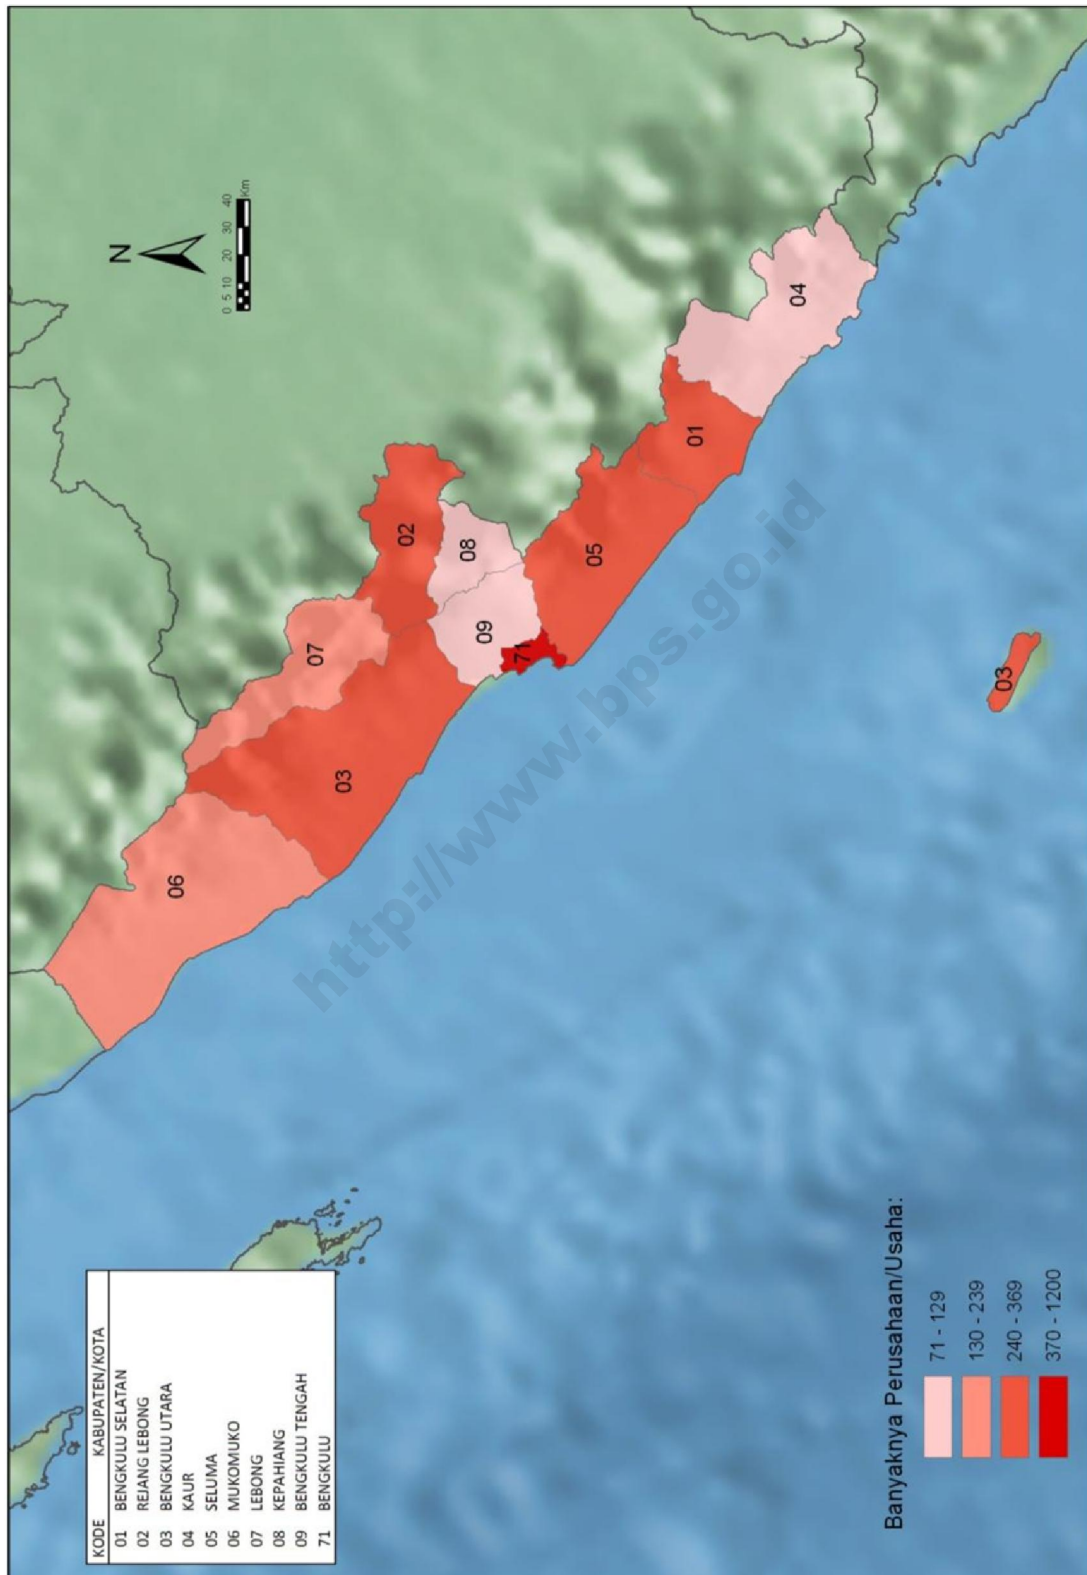 N
0 5 10 20 30 40
Km
06
07
03
02
09
08
71
05
01
04
03
http://www.bps.go.id
KODE KABUPATEN/KOTA
01 BENGKULU SELATAN
02 REJANG LEBONG
03 BENGKULU UTARA
04 KAUR
05 SELUMA
06 MUKOMUKO
07 LEBONG
08 KEPAHIANG
09 BENGKULU TENGAH
71 BENGKULU
Banyaknya Perusahaan/Usaha:
71 - 129
130 - 239
240 - 369
370 - 1200